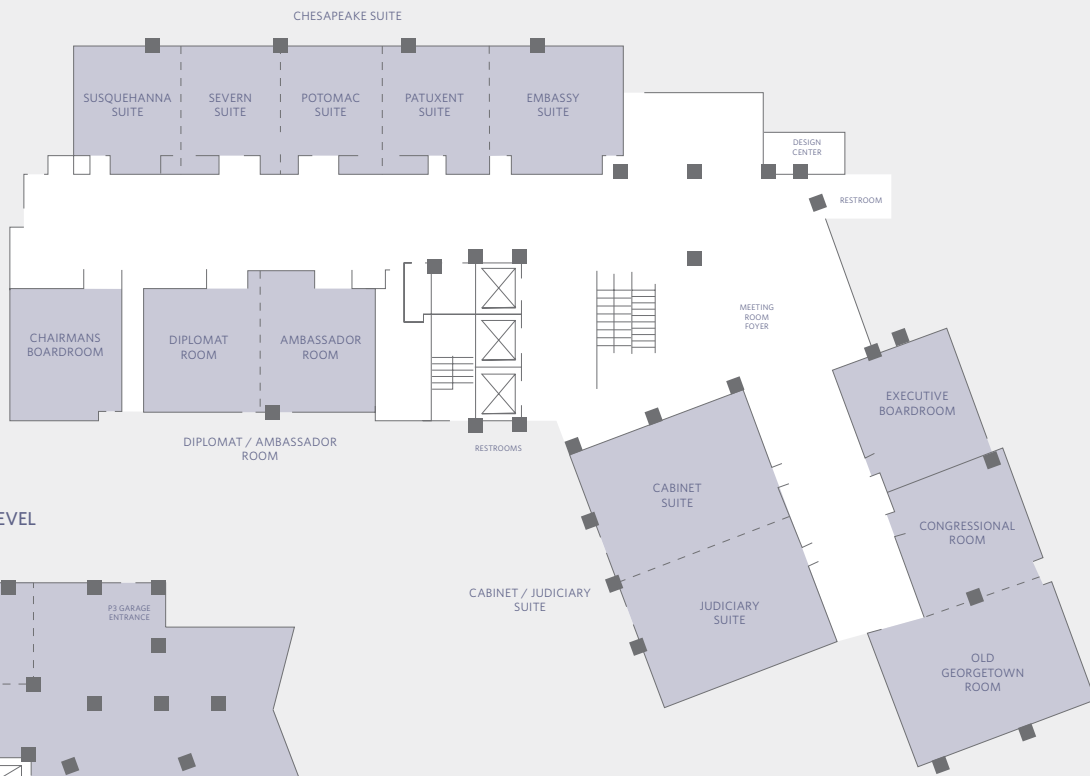 CHESAPEAKE SUITE
SUSQUEHANNA
SUITE
SEVERN
SUITE
POTOMAC
SUITE
PATUXENT
SUITE
EMBASSY
SUITE
DESIGN
CENTER
RESTROOM
MEETING
ROOM
FOYER
CHAIRMANS
BOARDROOM
DIPLOMAT
ROOM
AMBASSADOR
ROOM
DIPLOMAT / AMBASSADOR
ROOM
RESTROOMS
EXECUTIVE
BOARDROOM
CABINET
SUITE
CONGRESSIONAL
ROOM
EVEL
CABINET / JUDICIARY
SUITE
JUDICIARY
SUITE
P3 GARAGE
ENTRANCE
OLD
GEORGETOWN
ROOM